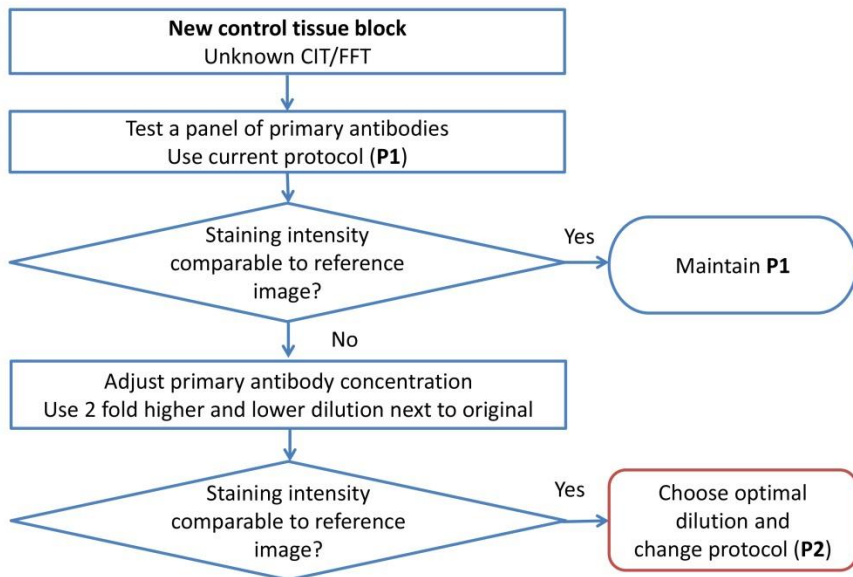 New control tissue block
Unknown CIT/FFT
Test a panel of primary antibodies
Use current protocol (P1)
Staining intensity
comparable to reference
image?
Yes
Maintain P1
No
Adjust primary antibody concentration
Use 2 fold higher and lower dilution next to original
Staining intensity
comparable to reference
image?
Yes
Choose optimal
dilution and
change protocol (P2)